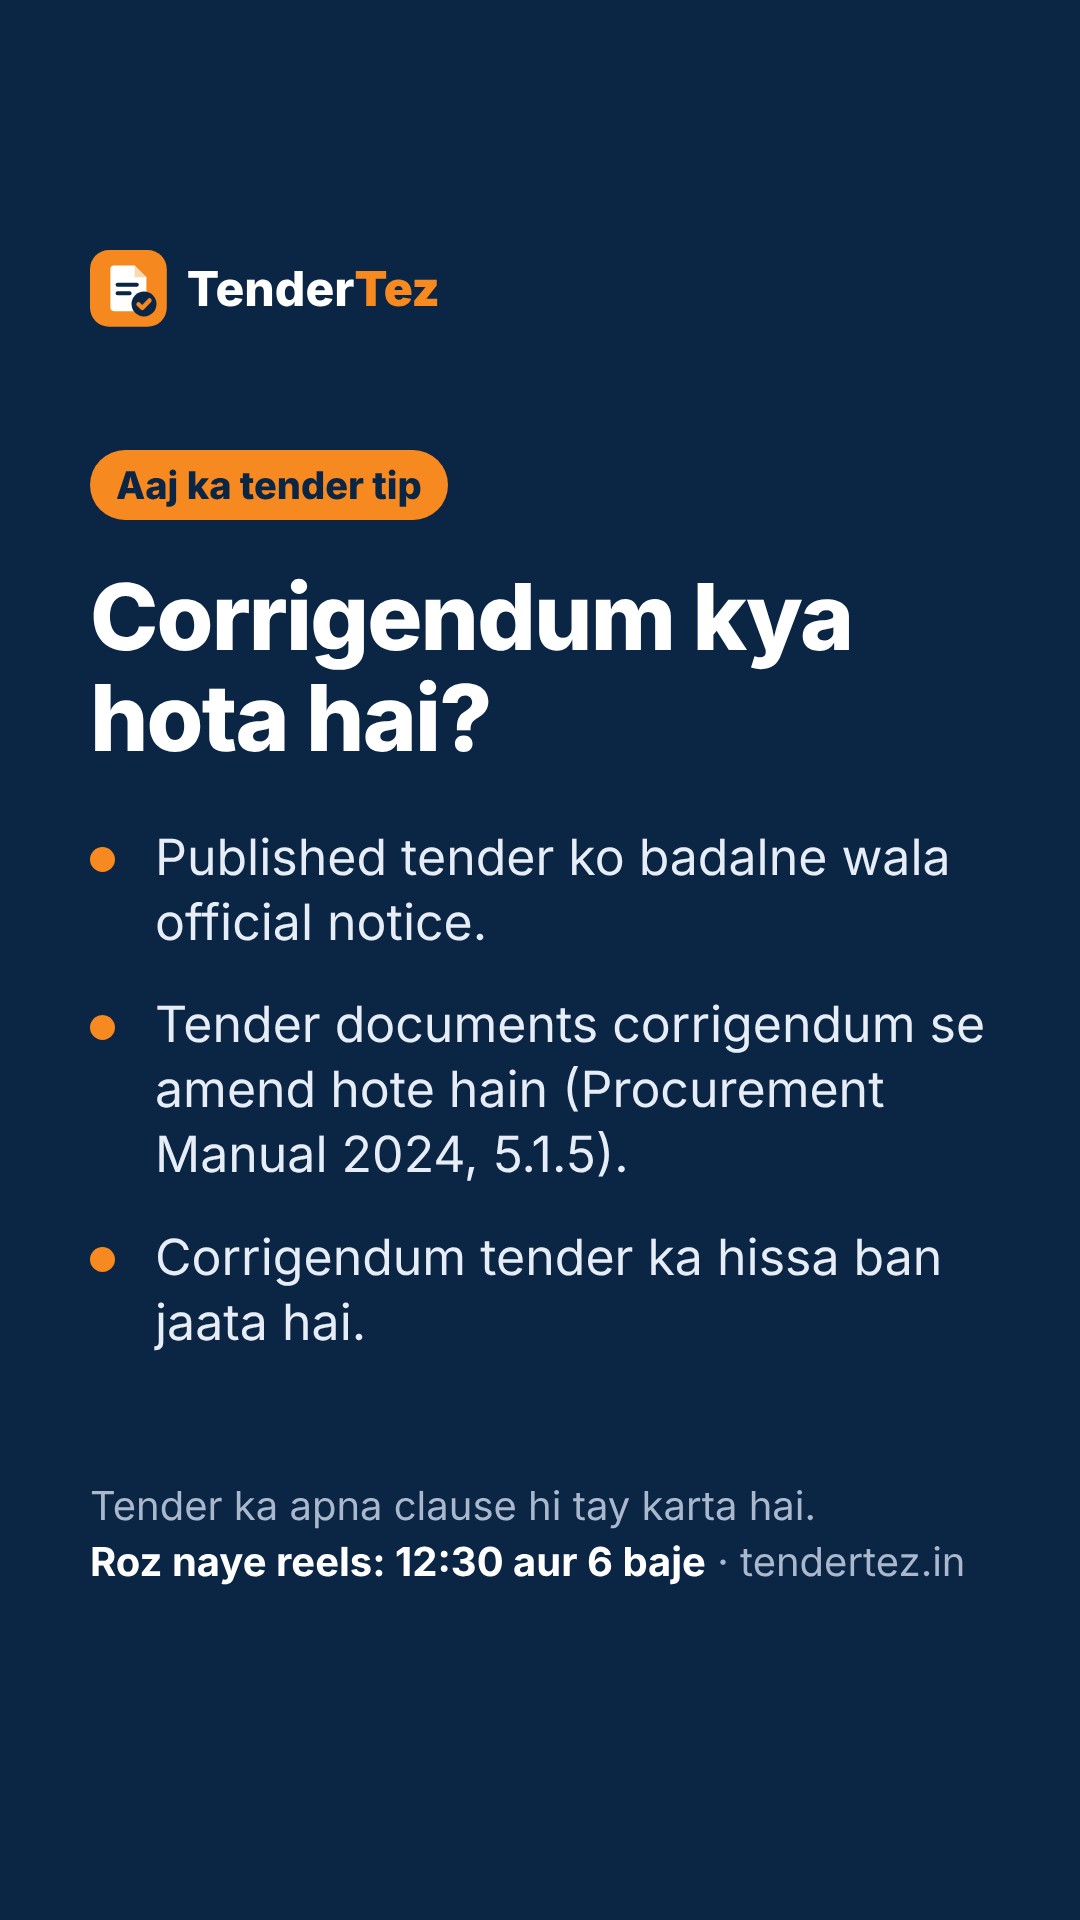 TenderTez
Aaj ka tender tip
Corrigendum kya
hota hai?
Published tender ko badalne wala
official notice.
Tender documents corrigendum se
amend hote hain (Procurement
Manual 2024, 5.1.5).
Corrigendum tender ka hissa ban
jaata hai.
Tender ka apna clause hi tay karta hai.
Roz naye reels: 12:30 aur 6 baje · tendertez.in